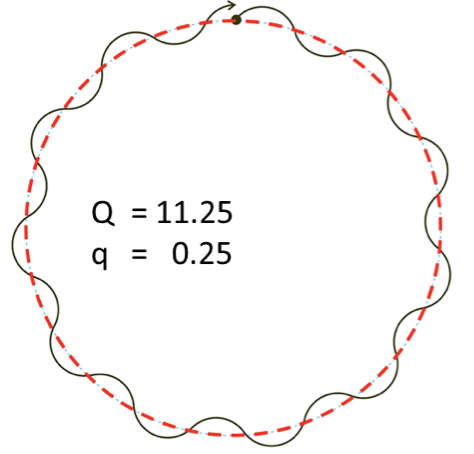 Q = 11.25
q = 0.25